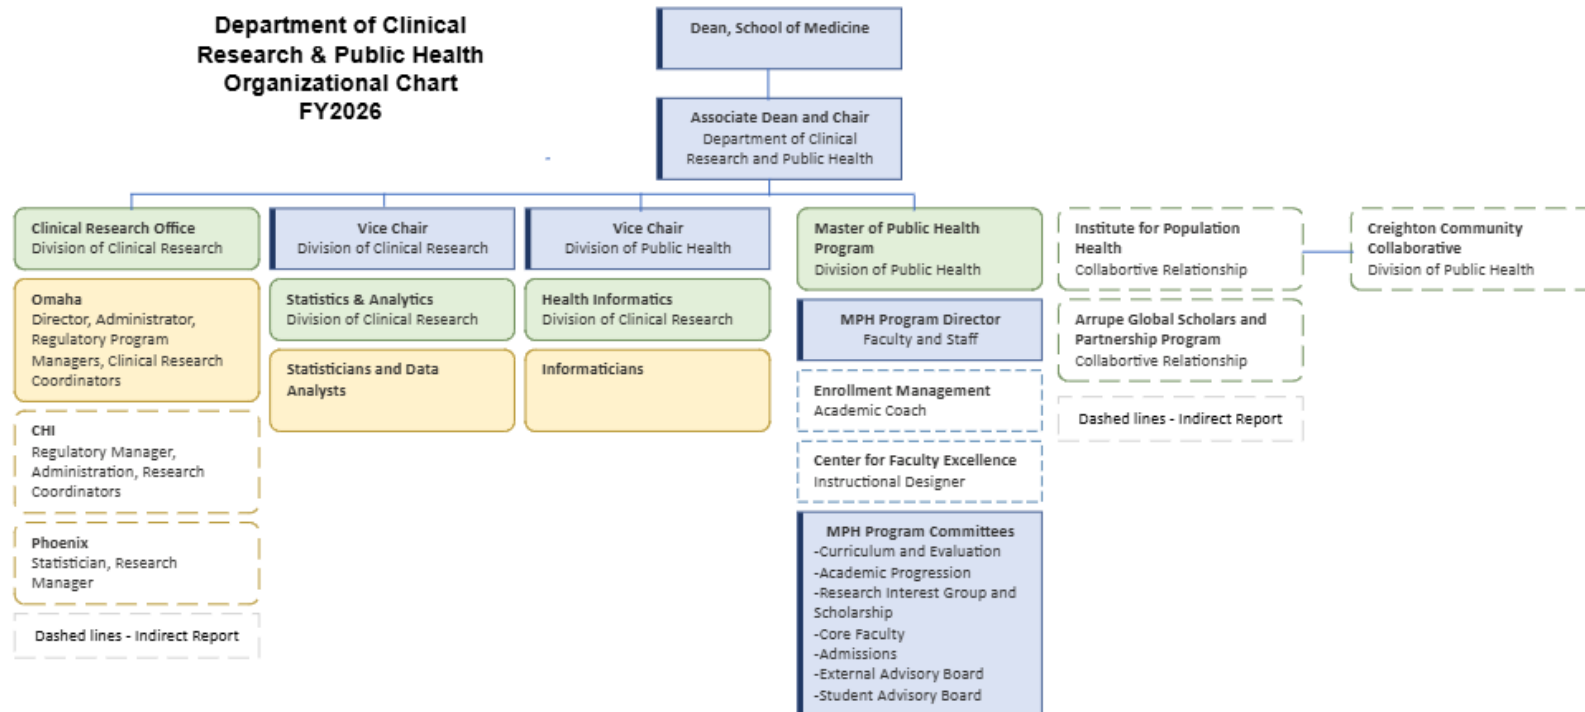 Department of Clinical
Research & Public Health
Organizational Chart
FY2026
Dean, School of Medicine
Associate Dean and Chair
Department of Clinical
Research and Public Health
Clinical Research Office
Division of Clinical Research
Omaha
Director, Administrator,
Regulatory Program
Managers, Clinical Research
Coordinators
CHI
Regulatory Manager,
Administration, Research
Coordinators
Phoenix
Statistician, Research
Manager
Dashed lines - Indirect Report
Vice Chair
Division of Clinical Research
Statistics & Analytics
Division of Clinical Research
Statisticians and Data
Analysts
Vice Chair
Division of Public Health
Health Informatics
Division of Clinical Research
Informaticians
Master of Public Health
Program
Division of Public Health
MPH Program Director
Faculty and Staff
Enrollment Management
Academic Coach
Center for Faculty Excellence
Instructional Designer
MPH Program Committees
-Curriculum and Evaluation
-Academic Progression
-Research Interest Group and
Scholarship
-Core Faculty
-Admissions
-External Advisory Board
-Student Advisory Board
Institute for Population
Health
Collabortive Relationship
Arrupe Global Scholars and
Partnership Program
Collabortive Relationship
Dashed lines - Indirect Report
Creighton Community
Collaborative
Division of Public Health